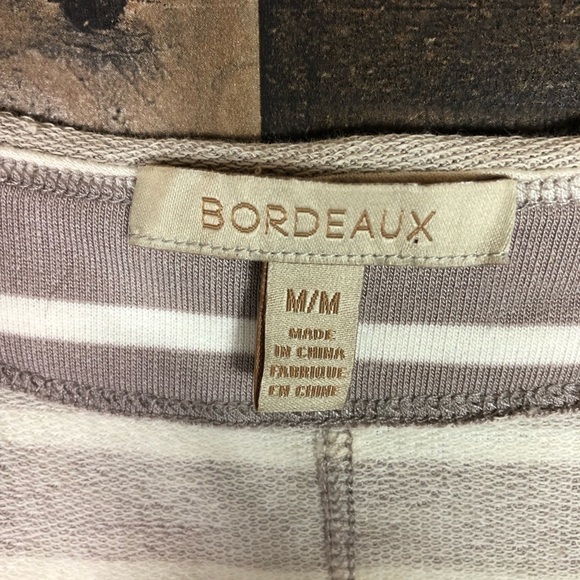 BORDEAUX
M/M
MADE
IN CHINA
FABRIQUE
EN CHINE